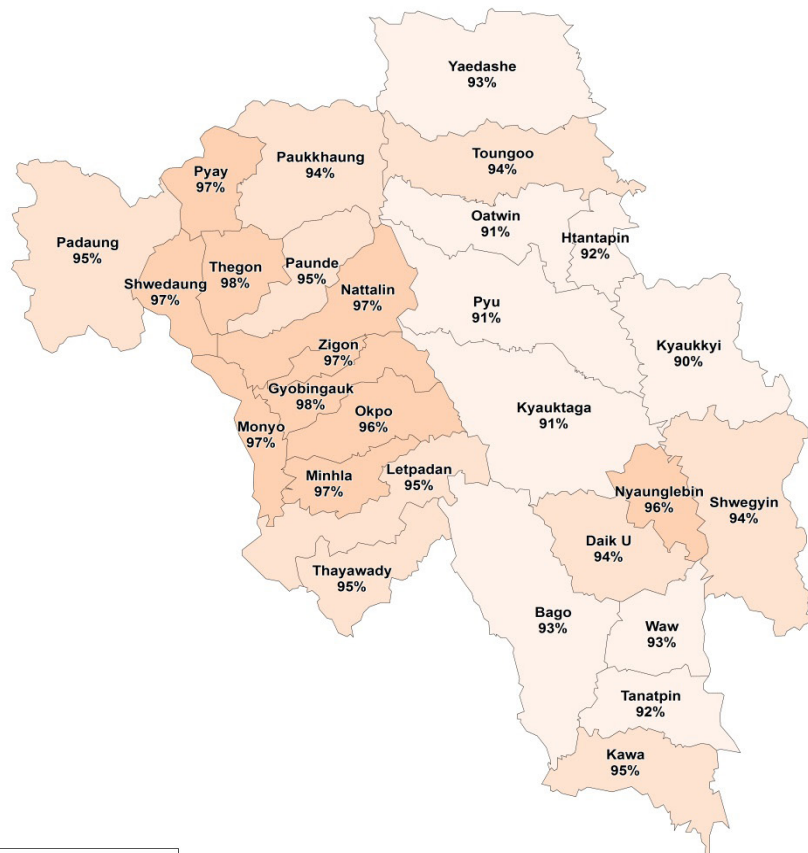 Yaedashe
93%
Paukkhaung
94%
Toungoo
94%
Pyay
97%
Oatwin
91%
Htantapin
92%
Padaung
95%
Thegon
98%
Paunde
95%
Shwedaung
97%
Nattalin
97%
Pyu
91%
Kyaukkyi
90%
Zigon
97%
Gyobingauk
98%
Okpo
96%
Kyauktaga
91%
Monyo
97%
Minhla
97%
Letpadan
95%
Nyaunglebin
96%
Shwegyin
94%
Daik U
94%
Thayawady
95%
Bago
93%
Waw
93%
Tanatpin
92%
Kawa
95%